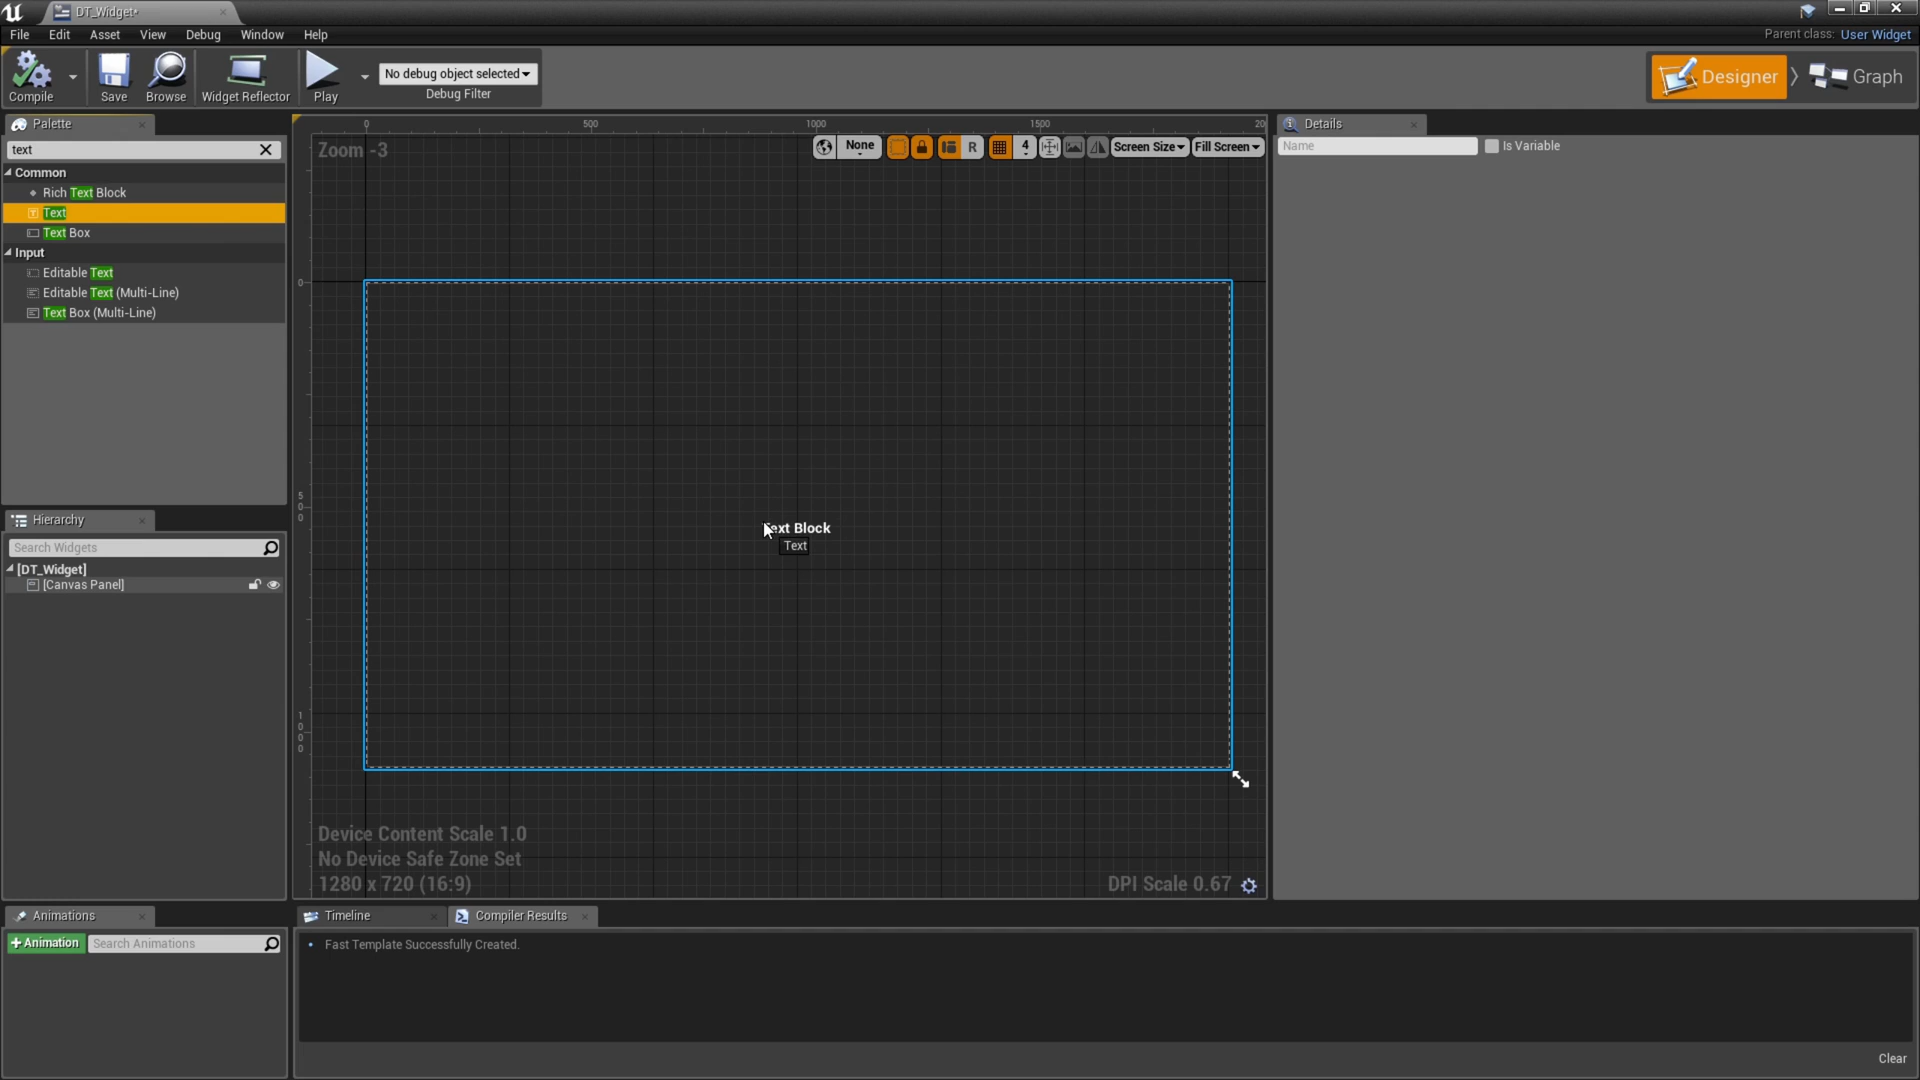 DT_Widget*
File Edit Asset View Debug Window Help
Parent class: User Widget
Compile
Save
Browse
Widget Reflector
Play
No debug object selected
Debug Filter
Designer
Graph
Palette
text
Common
Rich Text Block
Text
Text Box
Input
Editable Text
Editable Text (Multi-Line)
Text Box (Multi-Line)
Hierarchy
Search Widgets
[DT_Widget]
[Canvas Panel]
Animations
+Animation
Search Animations
0 500 1000 1500 20
Zoom -3
None
R
4
Screen Size
Fill Screen
0
500
1000
Text Block
Text
Device Content Scale 1.0
No Device Safe Zone Set
1280 x 720 (16:9)
DPI Scale 0.67
Details
Name
Is Variable
Timeline
Compiler Results
• Fast Template Successfully Created.
Clear